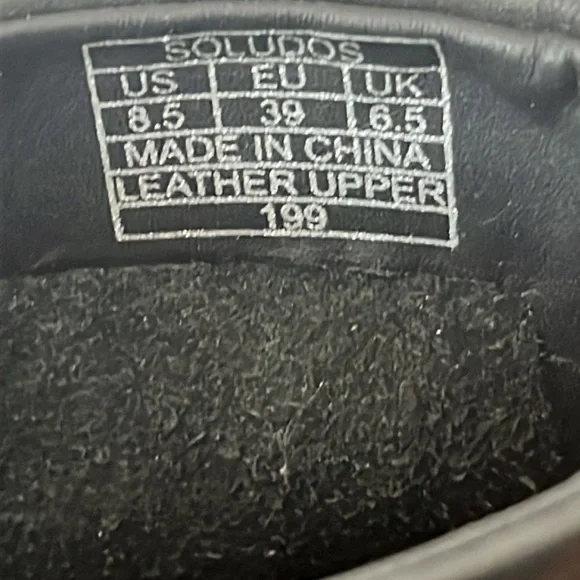 SOLUDOS
US EU UK
8.5 39 6.5
MADE IN CHINA
LEATHER UPPER
199